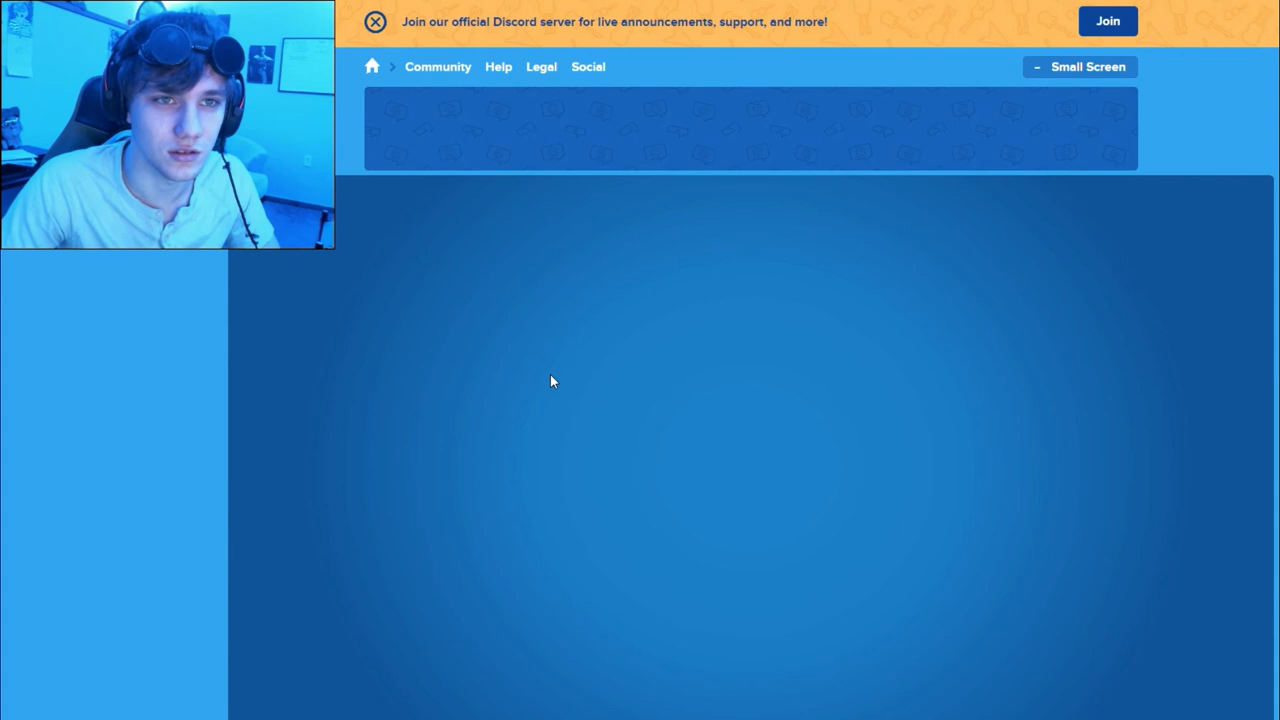 Join our official Discord server for live announcements, support, and more!
Join
Community Help Legal Social
– Small Screen